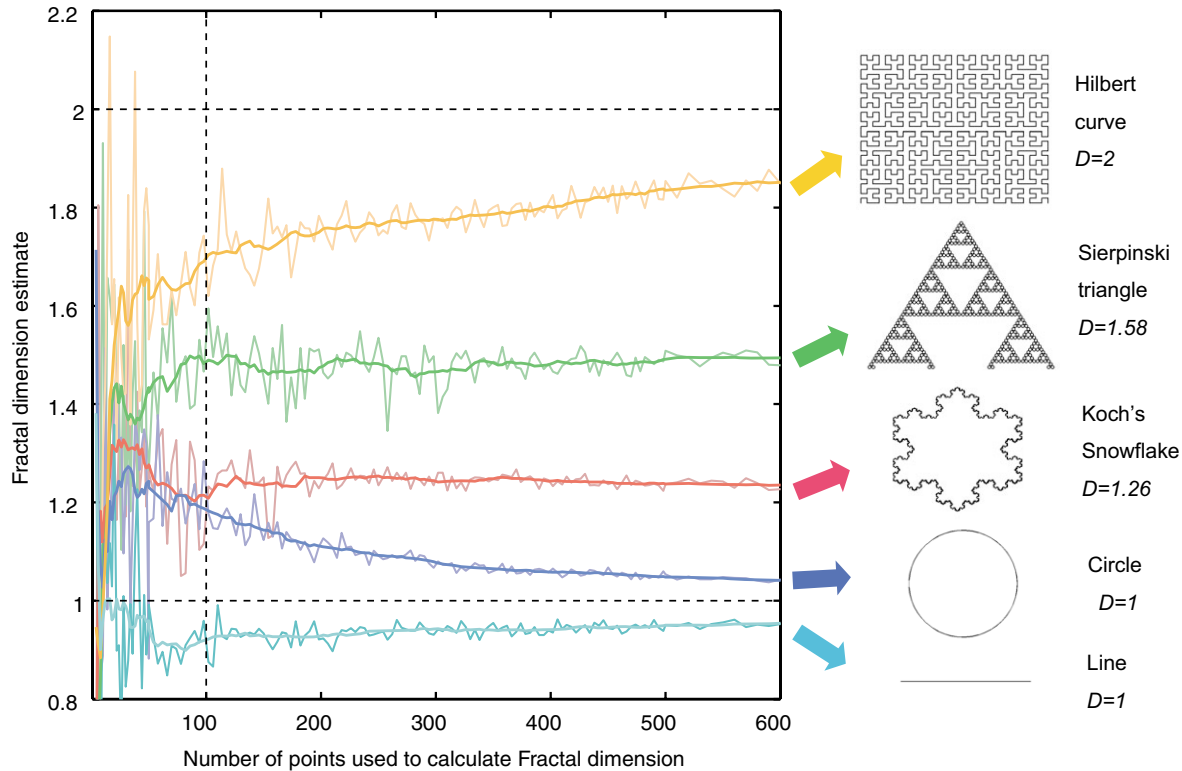 2.2
2
1.8
1.6
1.4
1.2
1
0.8
Fractal dimension estimate
100
200
300
400
500
600
Number of points used to calculate Fractal dimension
Hilbert
curve
D=2
Sierpinski
triangle
D=1.58
Koch's
Snowflake
D=1.26
Circle
D=1
Line
D=1